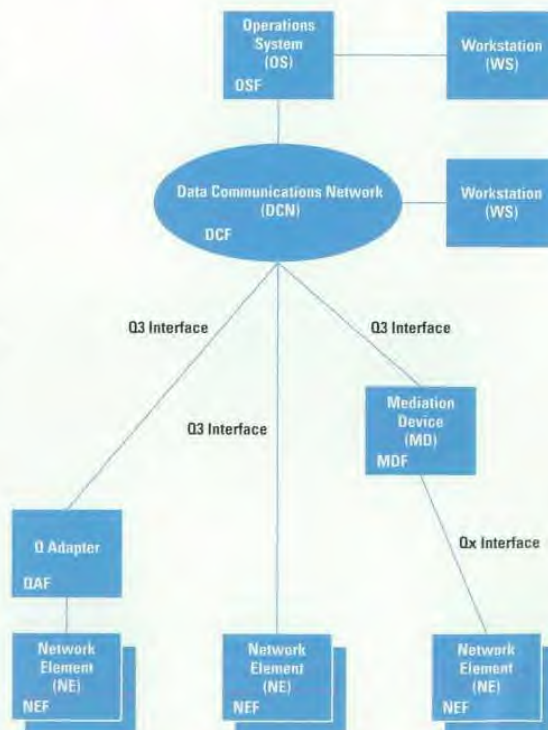 Operations
System
(OS)
OSF
Workstation
(WS)
Data Communications Network
(DCN)
DCF
Workstation
(WS)
Q3 Interface
Q3 Interface
Q3 Interface
Mediation
Device
(MD)
MDF
Q Adapter
QAF
Qx Interface
Network
Element
(NE)
NEF
Network
Element
(NE)
NEF
Network
Element
(NE)
NEF